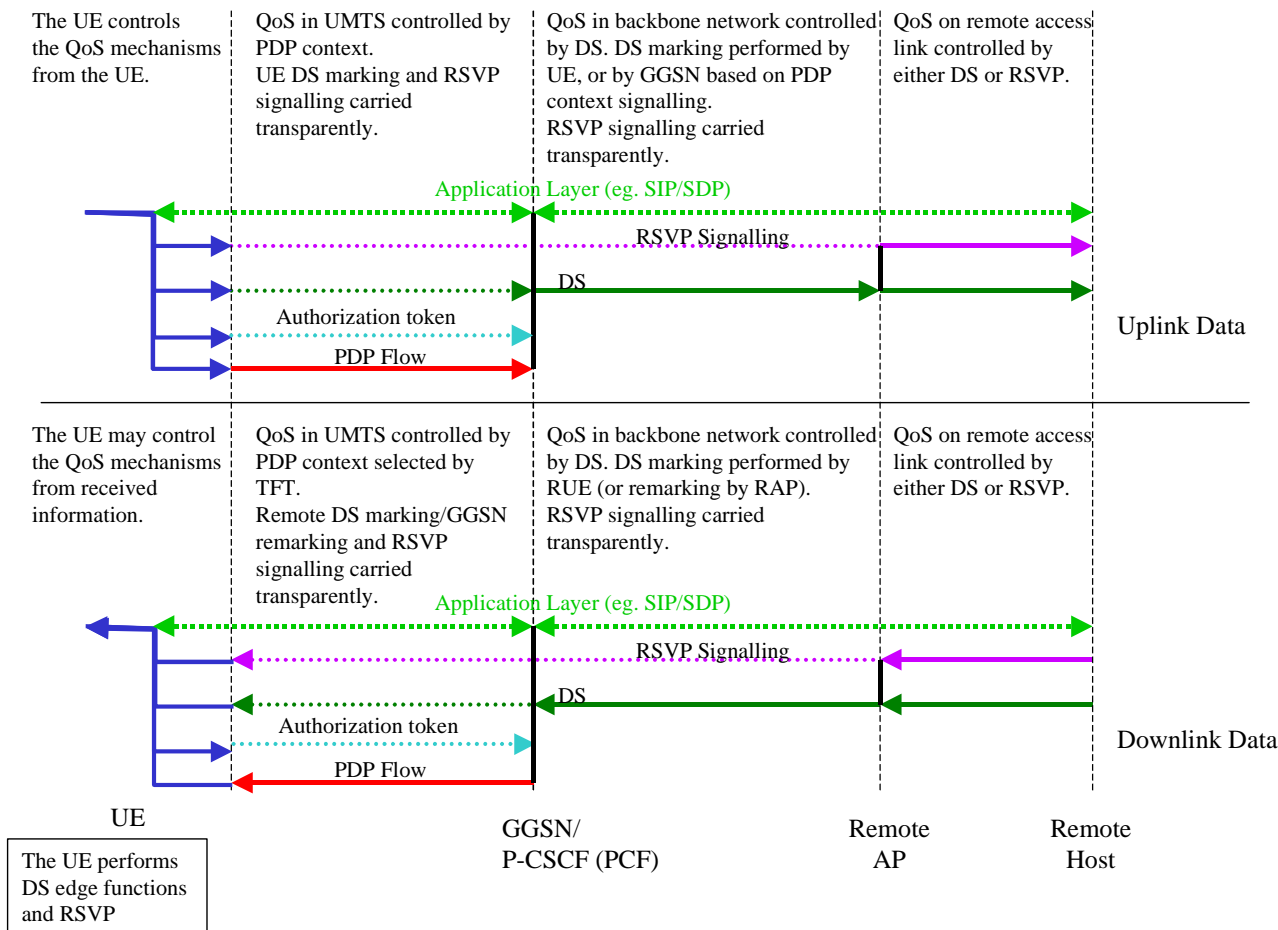 The UE controls
the QoS mechanisms
from the UE.
QoS in UMTS controlled by
PDP context.
UE DS marking and RSVP
signalling carried
transparently.
QoS in backbone network controlled
by DS. DS marking performed by
UE, or by GGSN based on PDP
context signalling.
RSVP signalling carried
transparently.
QoS on remote access
link controlled by
either DS or RSVP.
Application Layer (eg. SIP/SDP)
RSVP Signalling
DS
Authorization token
PDP Flow
Uplink Data
The UE may control
the QoS mechanisms
from received
information.
QoS in UMTS controlled by
PDP context selected by
TFT.
Remote DS marking/GGSN
remarking and RSVP
signalling carried
transparently.
QoS in backbone network controlled
by DS. DS marking performed by
RUE (or remarking by RAP).
RSVP signalling carried
transparently.
QoS on remote access
link controlled by
either DS or RSVP.
Application Layer (eg. SIP/SDP)
RSVP Signalling
DS
Authorization token
PDP Flow
Downlink Data
UE
GGSN/
P-CSCF (PCF)
Remote
AP
Remote
Host
The UE performs
DS edge functions
and RSVP